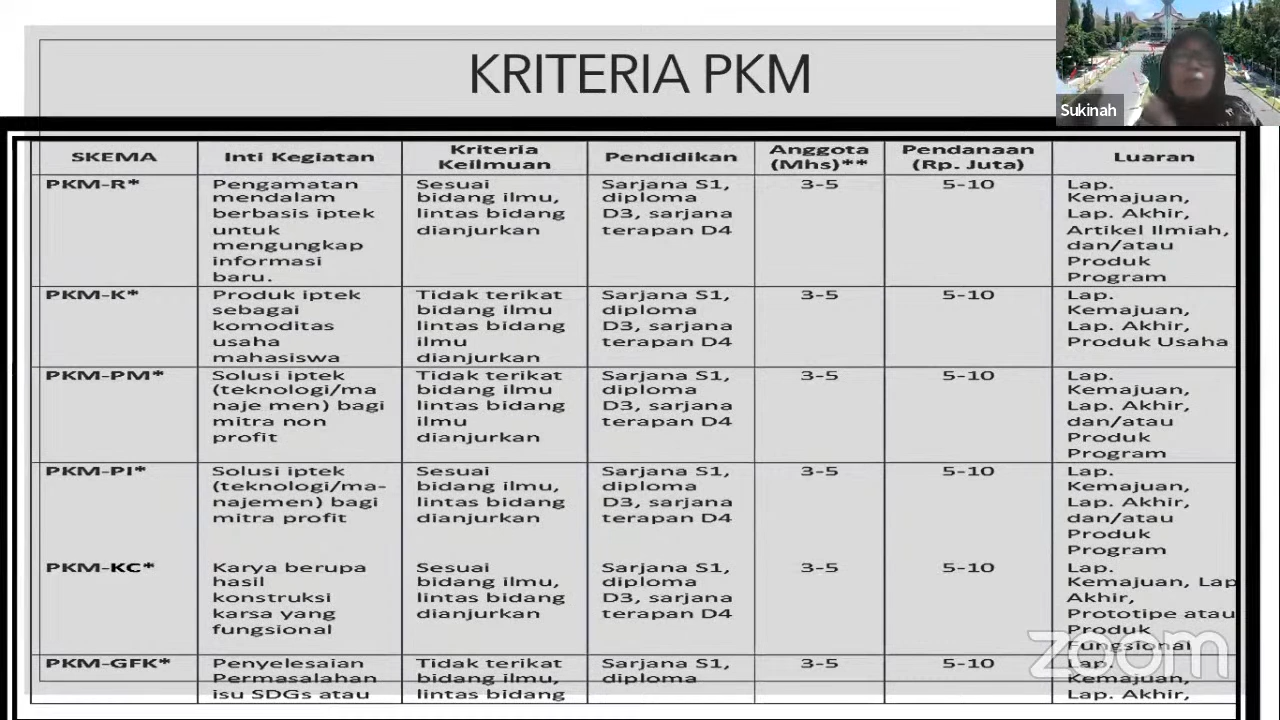 KRITERIA PKM
Sukinah
SKEMA
Inti Kegiatan
Kriteria
Keilmuan
Pendidikan
Anggota
(Mhs)**
Pendanaan
(Rp. Juta)
Luaran
PKM-R*
Pengamatan
mendalam
berbasis iptek
untuk
mengungkap
informasi
baru.
Sesuai
bidang ilmu,
lintas bidang
dianjurkan
Sarjana S1,
diploma
D3, sarjana
terapan D4
3-5
5-10
Lap.
Kemajuan,
Lap. Akhir,
Artikel Ilmiah,
dan/atau
Produk
Program
PKM-K*
Produk iptek
sebagai
komoditas
usaha
mahasiswa
Tidak terikat
bidang ilmu
lintas bidang
ilmu
dianjurkan
Sarjana S1,
diploma
D3, sarjana
terapan D4
3-5
5-10
Lap.
Kemajuan,
Lap. Akhir,
Produk Usaha
PKM-PM*
Solusi iptek
(teknologi/ma
naje men) bagi
mitra non
profit
Tidak terikat
bidang ilmu
lintas bidang
ilmu
dianjurkan
Sarjana S1,
diploma
D3, sarjana
terapan D4
3-5
5-10
Lap.
Kemajuan,
Lap. Akhir,
dan/atau
Produk
Program
PKM-PI*
Solusi iptek
(teknologi/ma-
najemen) bagi
mitra profit
Sesuai
bidang ilmu,
lintas bidang
dianjurkan
Sarjana S1,
diploma
D3, sarjana
terapan D4
3-5
5-10
Lap.
Kemajuan,
Lap. Akhir,
dan/atau
Produk
Program
PKM-KC*
Karya berupa
hasil
konstruksi
karsa yang
fungsional
Sesuai
bidang ilmu,
lintas bidang
dianjurkan
Sarjana S1,
diploma
D3, sarjana
terapan D4
3-5
5-10
Lap.
Kemajuan, Lap
Akhir,
Prototipe atau
Produk
Fungsional
PKM-GFK*
Penyelesaian
Permasalahan
isu SDGs atau
Tidak terikat
bidang ilmu,
lintas bidang
Sarjana S1,
diploma
3-5
5-10
Lap.
Kemajuan,
Lap. Akhir,
zoom